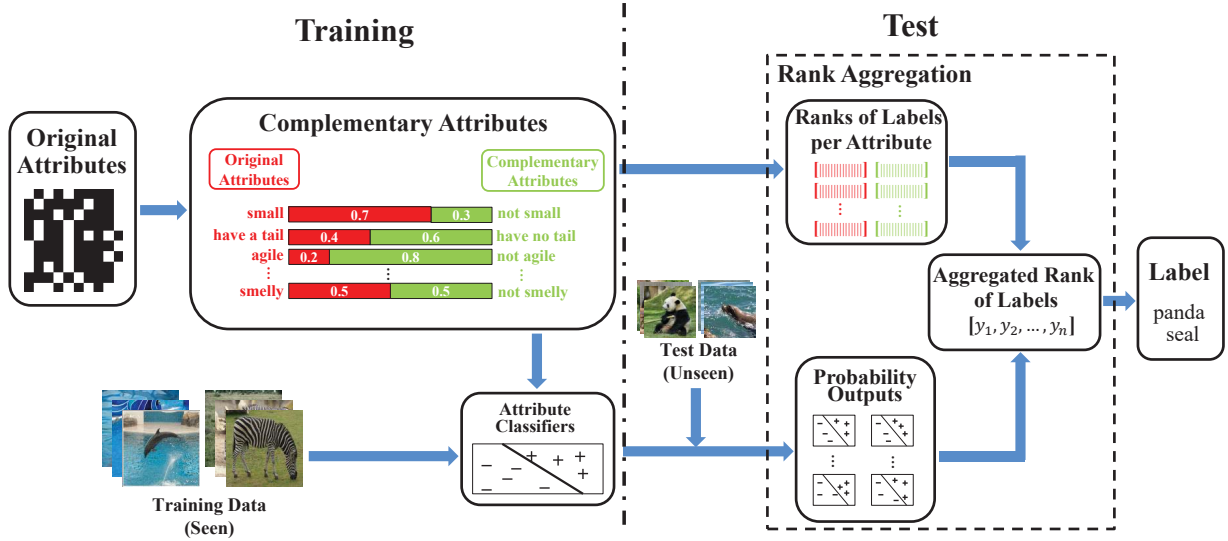 Training
Test
Original
Attributes
Complementary Attributes
Original
Attributes
Complementary
Attributes
small 0.7 0.3 not small
have a tail 0.4 0.6 have no tail
agile 0.2 0.8 not agile
smelly 0.5 0.5 not smelly
Training Data
(Seen)
Attribute
Classifiers
Test Data
(Unseen)
Rank Aggregation
Ranks of Labels
per Attribute
Probability
Outputs
Aggregated Rank
of Labels
[y₁, y₂, ..., yₙ]
Label
panda
seal